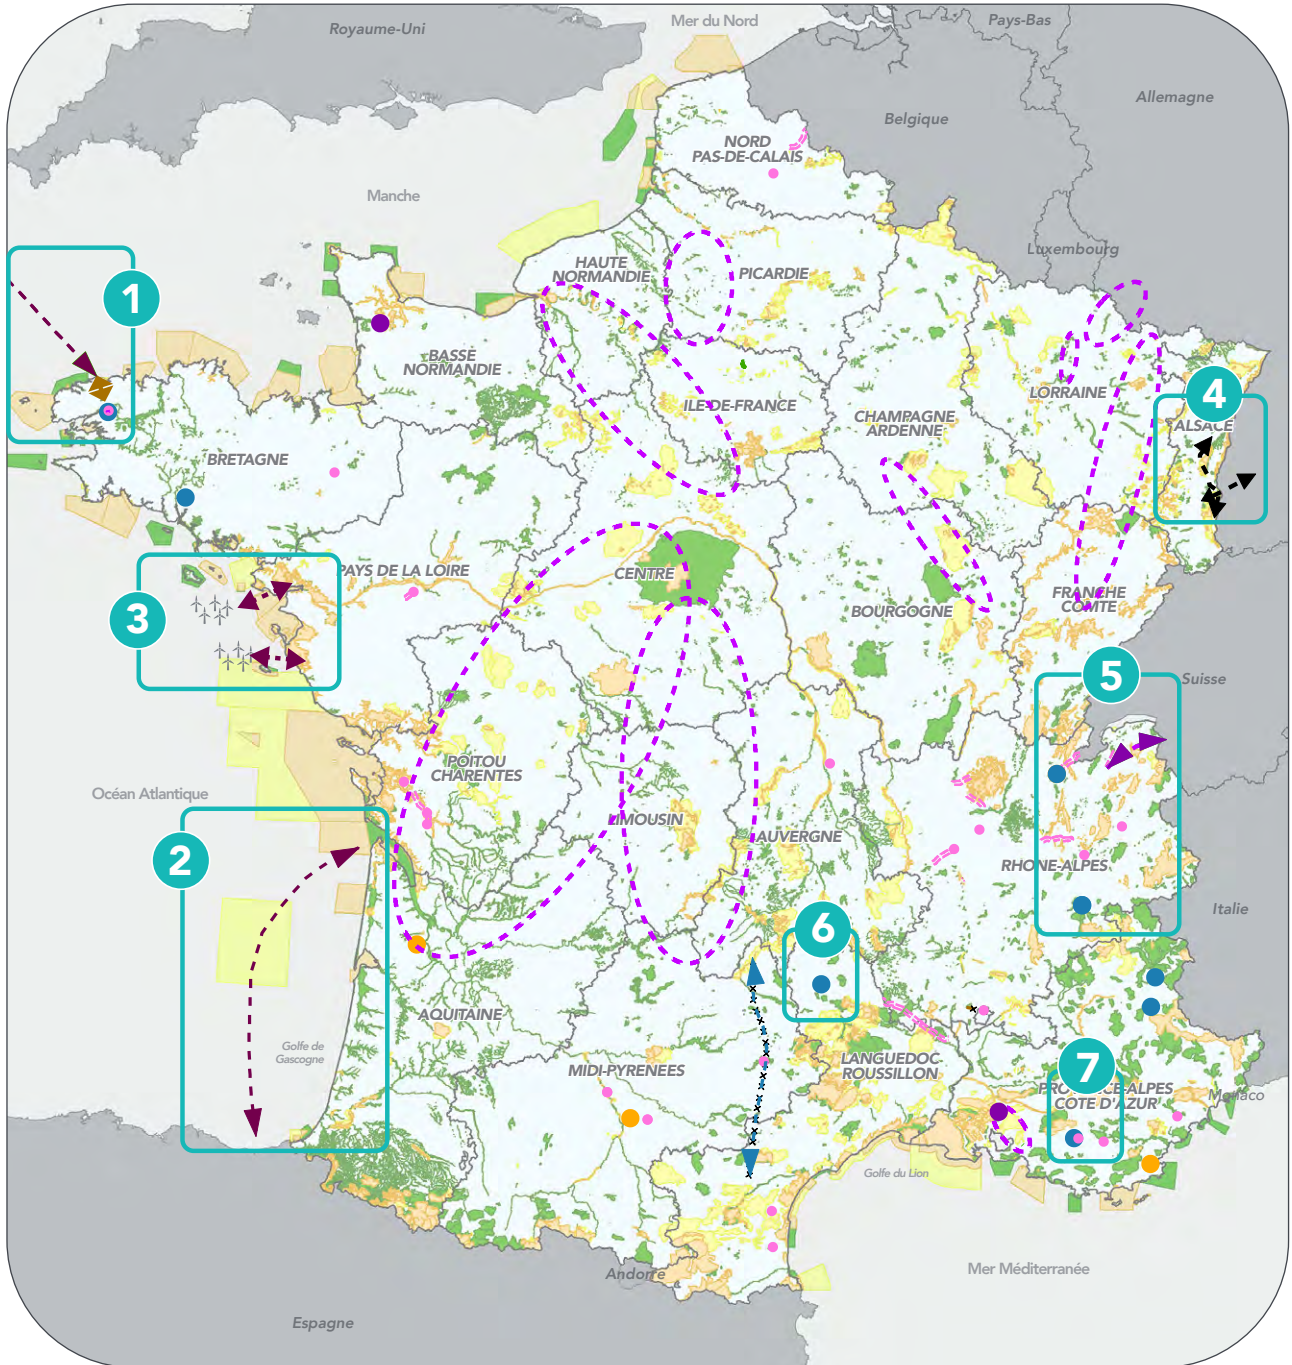 Royaume-Uni
Mer du Nord
Pays-Bas
Allemagne
Belgique
NORD
PAS-DE-CALAIS
Manche
Luxembourg
HAUTE
NORMANDIE
PICARDIE
1
BASSE
NORMANDIE
ILE-DE-FRANCE
LORRAINE
4
ALSACE
CHAMPAGNE
ARDENNE
BRETAGNE
PAYS DE LA LOIRE
CENTRE
3
BOURGOGNE
FRANCHE
COMTE
5
Suisse
POITOU
CHARENTES
Océan Atlantique
LIMOUSIN
AUVERGNE
2
RHONE-ALPES
Italie
6
AQUITAINE
Golfe de
Gascogne
MIDI-PYRENEES
LANGUEDOC-
ROUSSILLON
7
PROVENCE-ALPES
COTE D'AZUR
Monaco
Golfe du Lion
Mer Méditerranée
Andorre
Espagne